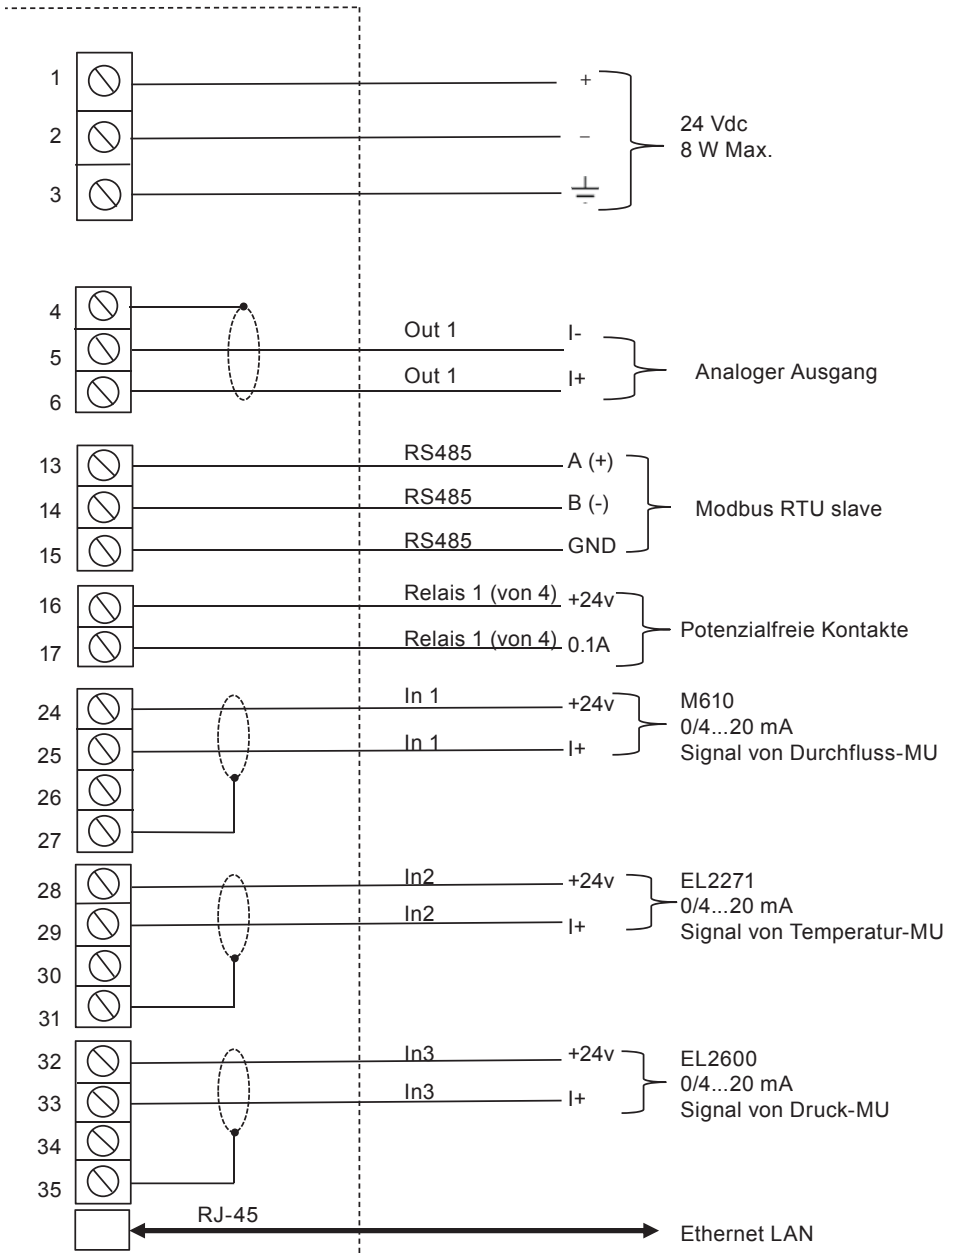 1
+
2
–
24 Vdc
8 W Max.
3
4
Out 1
I-
5
Out 1
I+
6
Analoger Ausgang
13
RS485
A (+)
14
RS485
B (-)
Modbus RTU slave
15
RS485
GND
16
Relais 1 (von 4)
+24v
17
Relais 1 (von 4)
0.1A
Potenzialfreie Kontakte
24
In 1
+24v
25
In 1
I+
26
27
M610
0/4...20 mA
Signal von Durchfluss-MU
28
In2
+24v
29
In2
I+
30
31
EL2271
0/4...20 mA
Signal von Temperatur-MU
32
In3
+24v
33
In3
I+
34
35
EL2600
0/4...20 mA
Signal von Druck-MU
RJ-45
Ethernet LAN